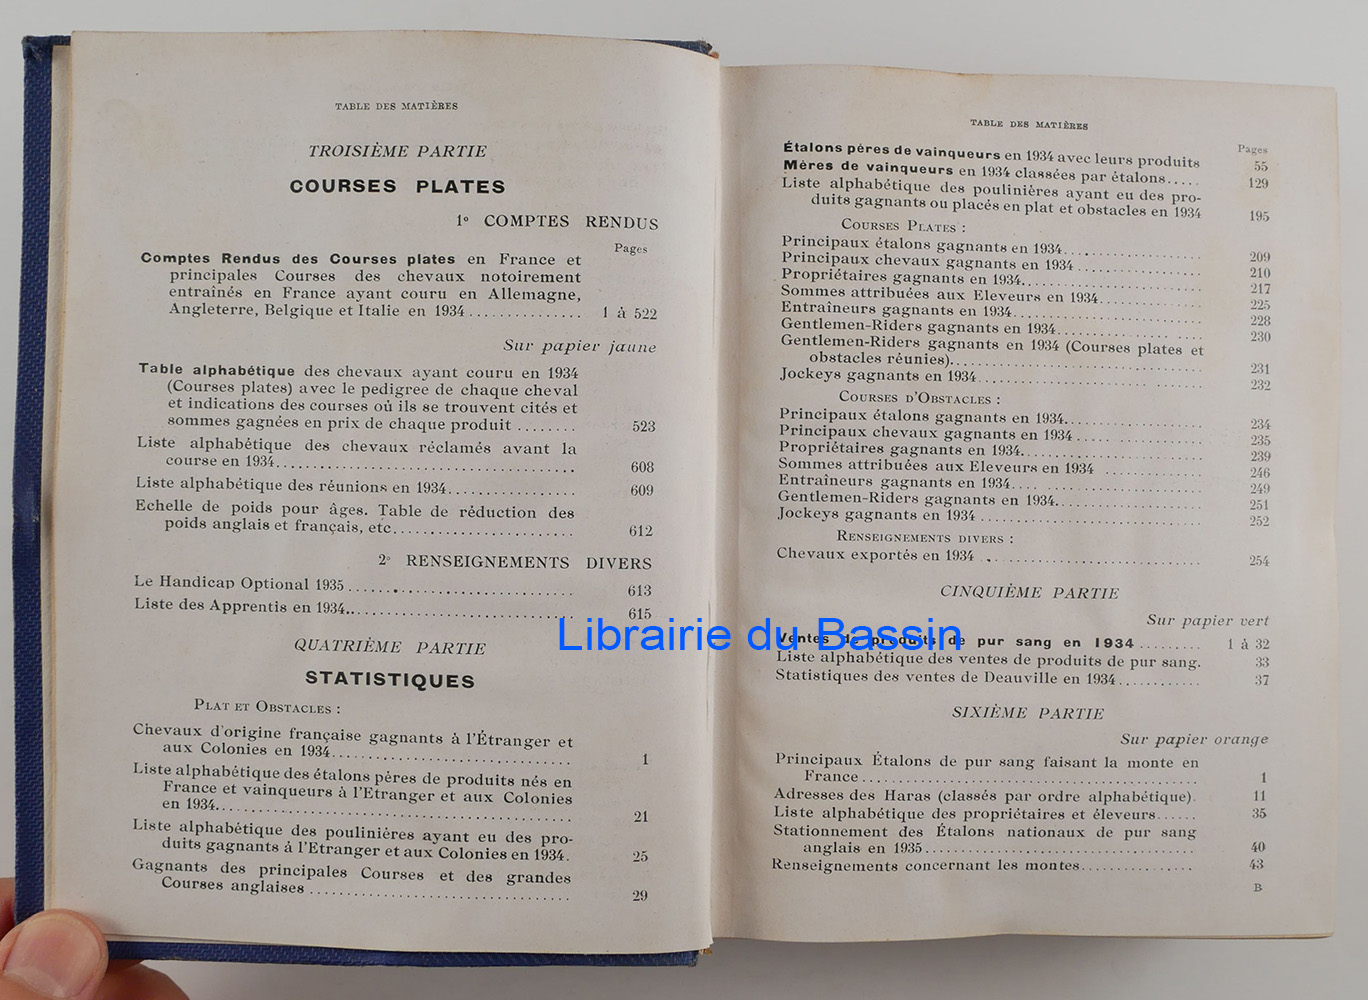 TABLE DES MATIÈRES
TROISIÈME PARTIE
COURSES PLATES
1º COMPTES RENDUS
Pages
Comptes Rendus des Courses plates en France et
principales Courses des chevaux notoirement
entraînés en France ayant couru en Allemagne,
Angleterre, Belgique et Italie en 1934 ............... 1 à 522
Sur papier jaune
Table alphabétique des chevaux ayant couru en 1934
(Courses plates) avec le pedigree de chaque cheval
et indications des courses où ils se trouvent cités et
sommes gagnées en prix de chaque produit ........ 523
Liste alphabétique des chevaux réclamés avant la
course en 1934........................................ 608
Liste alphabétique des réunions en 1934................. 609
Echelle de poids pour âges. Table de réduction des
poids anglais et français, etc........................ 612
2º RENSEIGNEMENTS DIVERS
Le Handicap Optional 1935 .............................. 613
Liste des Apprentis en 1934............................. 615
QUATRIÈME PARTIE
STATISTIQUES
PLAT ET OBSTACLES :
Chevaux d'origine française gagnants à l'Étranger et
aux Colonies en 1934................................. 1
Liste alphabétique des étalons pères de produits nés en
France et vainqueurs à l'Etranger et aux Colonies
en 1934.............................................. 21
Liste alphabétique des poulinières ayant eu des pro-
duits gagnants à l'Etranger et aux Colonies en 1934. 25
Gagnants des principales Courses et des grandes
Courses anglaises .................................... 29
TABLE DES MATIÈRES
Pages
Étalons pères de vainqueurs en 1934 avec leurs produits 55
Mères de vainqueurs en 1934 classées par étalons..... 129
Liste alphabétique des poulinières ayant eu des pro-
duits gagnants ou placés en plat et obstacles en 1934 195
COURSES PLATES :
Principaux étalons gagnants en 1934.................... 209
Principaux chevaux gagnants en 1934 ................... 210
Propriétaires gagnants en 1934......................... 217
Sommes attribuées aux Eleveurs en 1934................. 225
Entraîneurs gagnants en 1934........................... 228
Gentlemen-Riders gagnants en 1934...................... 230
Gentlemen-Riders gagnants en 1934 (Courses plates et
obstacles réunies)................................... 231
Jockeys gagnants en 1934............................... 232
COURSES D'OBSTACLES :
Principaux étalons gagnants en 1934.................... 234
Principaux chevaux gagnants en 1934 ................... 235
Propriétaires gagnants en 1934......................... 239
Sommes attribuées aux Eleveurs en 1934 ................ 246
Entraîneurs gagnants en 1934........................... 249
Gentlemen-Riders gagnants en 1934...................... 251
Jockeys gagnants en 1934 .............................. 252
RENSEIGNEMENTS DIVERS :
Chevaux exportés en 1934 .............................. 254
CINQUIÈME PARTIE
Sur papier vert
Ventes de produits de pur sang en 1934 ......... 1 à 32
Liste alphabétique des ventes de produits de pur sang. 33
Statistiques des ventes de Deauville en 1934............ 37
SIXIÈME PARTIE
Sur papier orange
Principaux Étalons de pur sang faisant la monte en
France ............................................... 1
Adresses des Haras (classés par ordre alphabétique). 11
Liste alphabétique des propriétaires et éleveurs...... 35
Stationnement des Étalons nationaux de pur sang
anglais en 1935...................................... 40
Renseignements concernant les montes................ 43
B
Librairie du Bassin